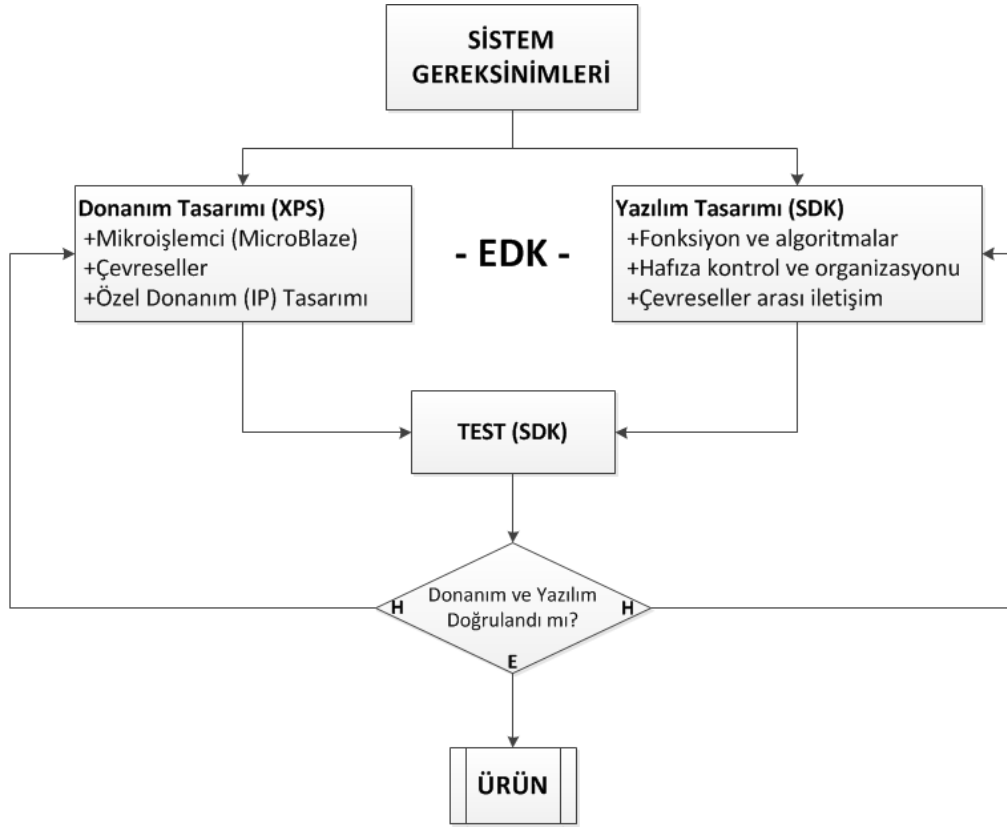 SİSTEM
GEREKSİNİMLERİ
Donanım Tasarımı (XPS)
+Mikroişlemci (MicroBlaze)
+Çevreseller
+Özel Donanım (IP) Tasarımı
- EDK -
Yazılım Tasarımı (SDK)
+Fonksiyon ve algoritmalar
+Hafıza kontrol ve organizasyonu
+Çevreseller arası iletişim
TEST (SDK)
Donanım ve Yazılım
H Doğrulandı mı? H
E
ÜRÜN